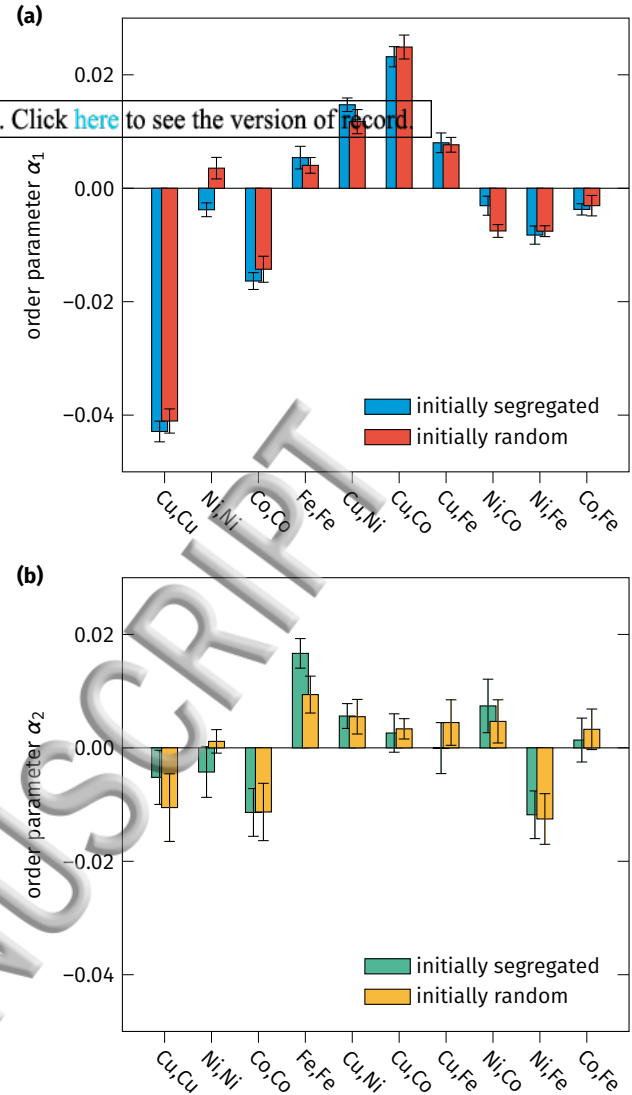 (a)
0.02
. Click here to see the version of record.
0.00
−0.02
−0.04
order parameter α1
initially segregated
initially random
Cu,Cu
Ni,Ni
Co,Co
Fe,Fe
Cu,Ni
Cu,Co
Cu,Fe
Ni,Co
Ni,Fe
Co,Fe
(b)
0.02
0.00
−0.02
−0.04
order parameter α2
initially segregated
initially random
Cu,Cu
Ni,Ni
Co,Co
Fe,Fe
Cu,Ni
Cu,Co
Cu,Fe
Ni,Co
Ni,Fe
Co,Fe
NUSCRIPT